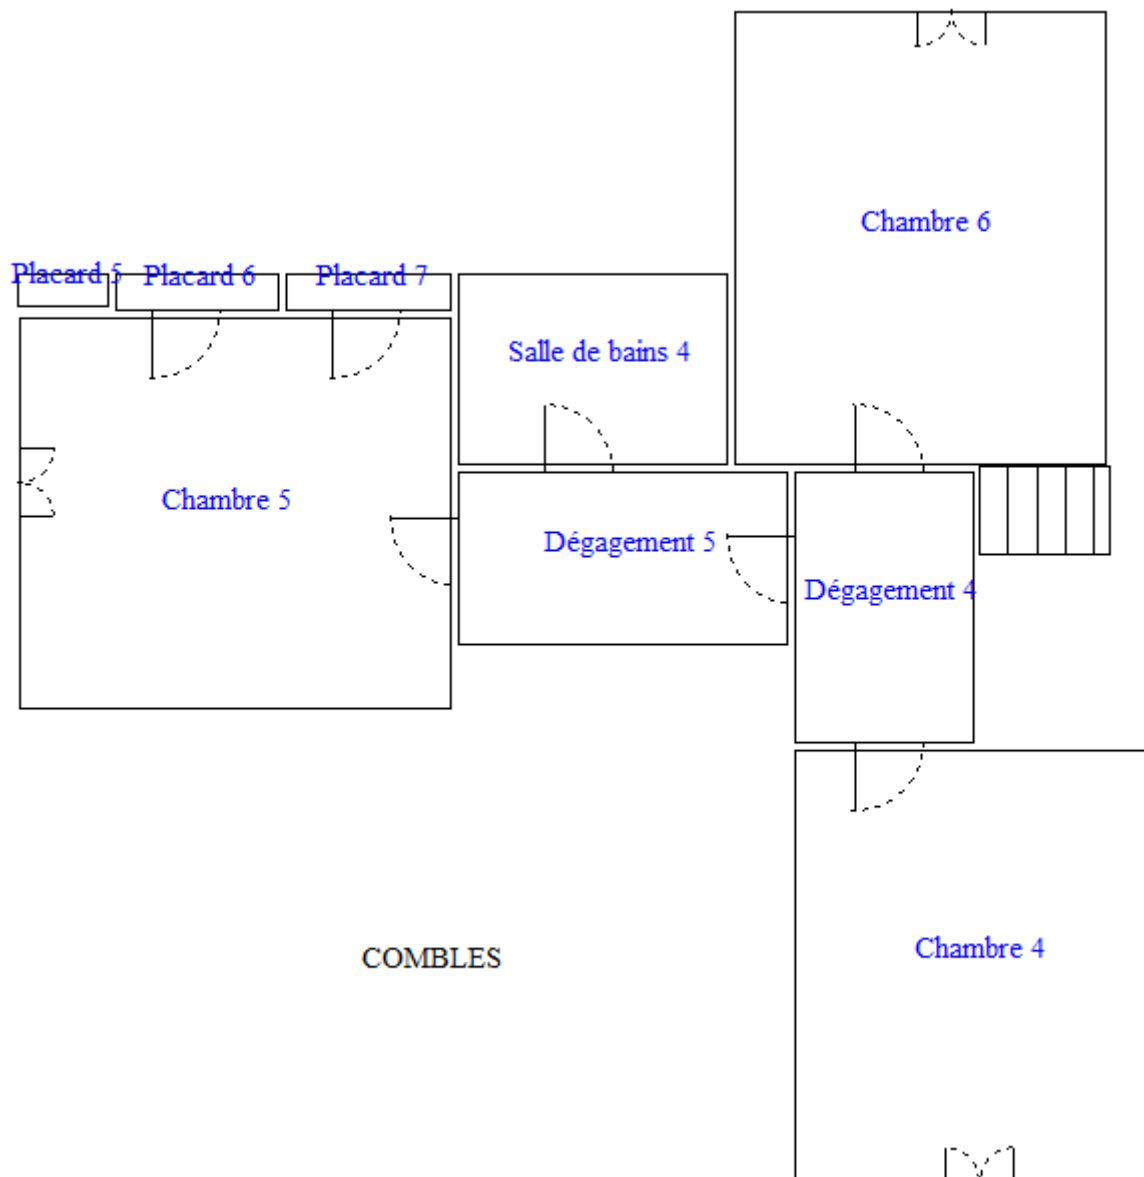 Chambre 6
Placard 5
Placard 6
Placard 7
Salle de bains 4
Chambre 5
Dégagement 5
Dégagement 4
COMBLES
Chambre 4